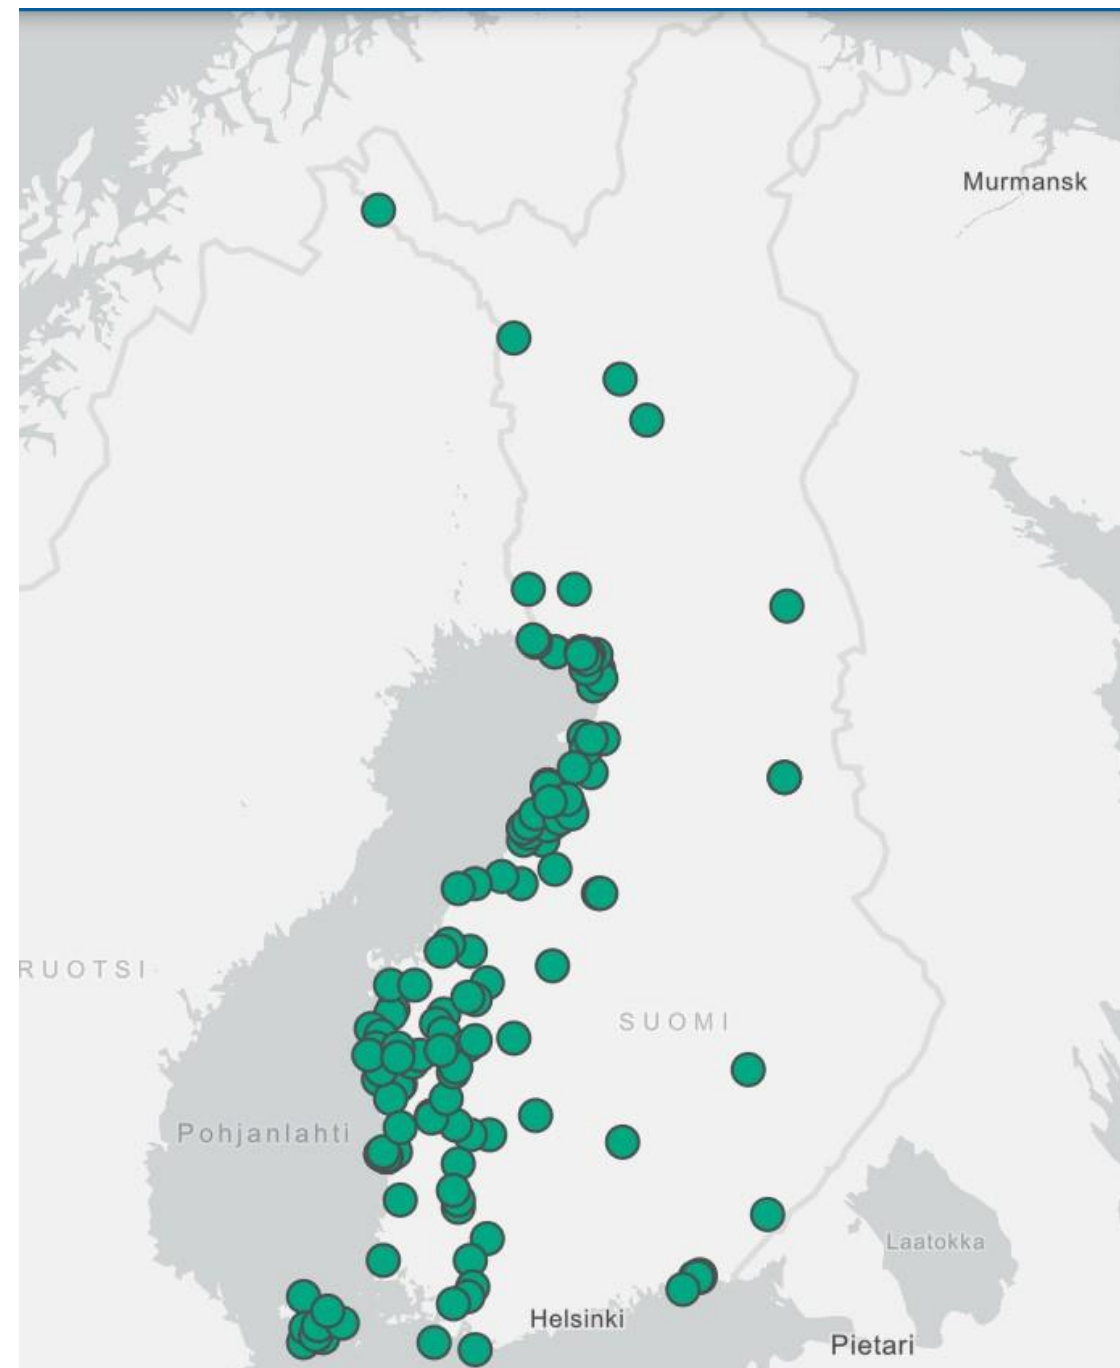 Murmansk
RUOTSI
SUOMI
Pohjanlahti
Laatokka
Helsinki
Pietari